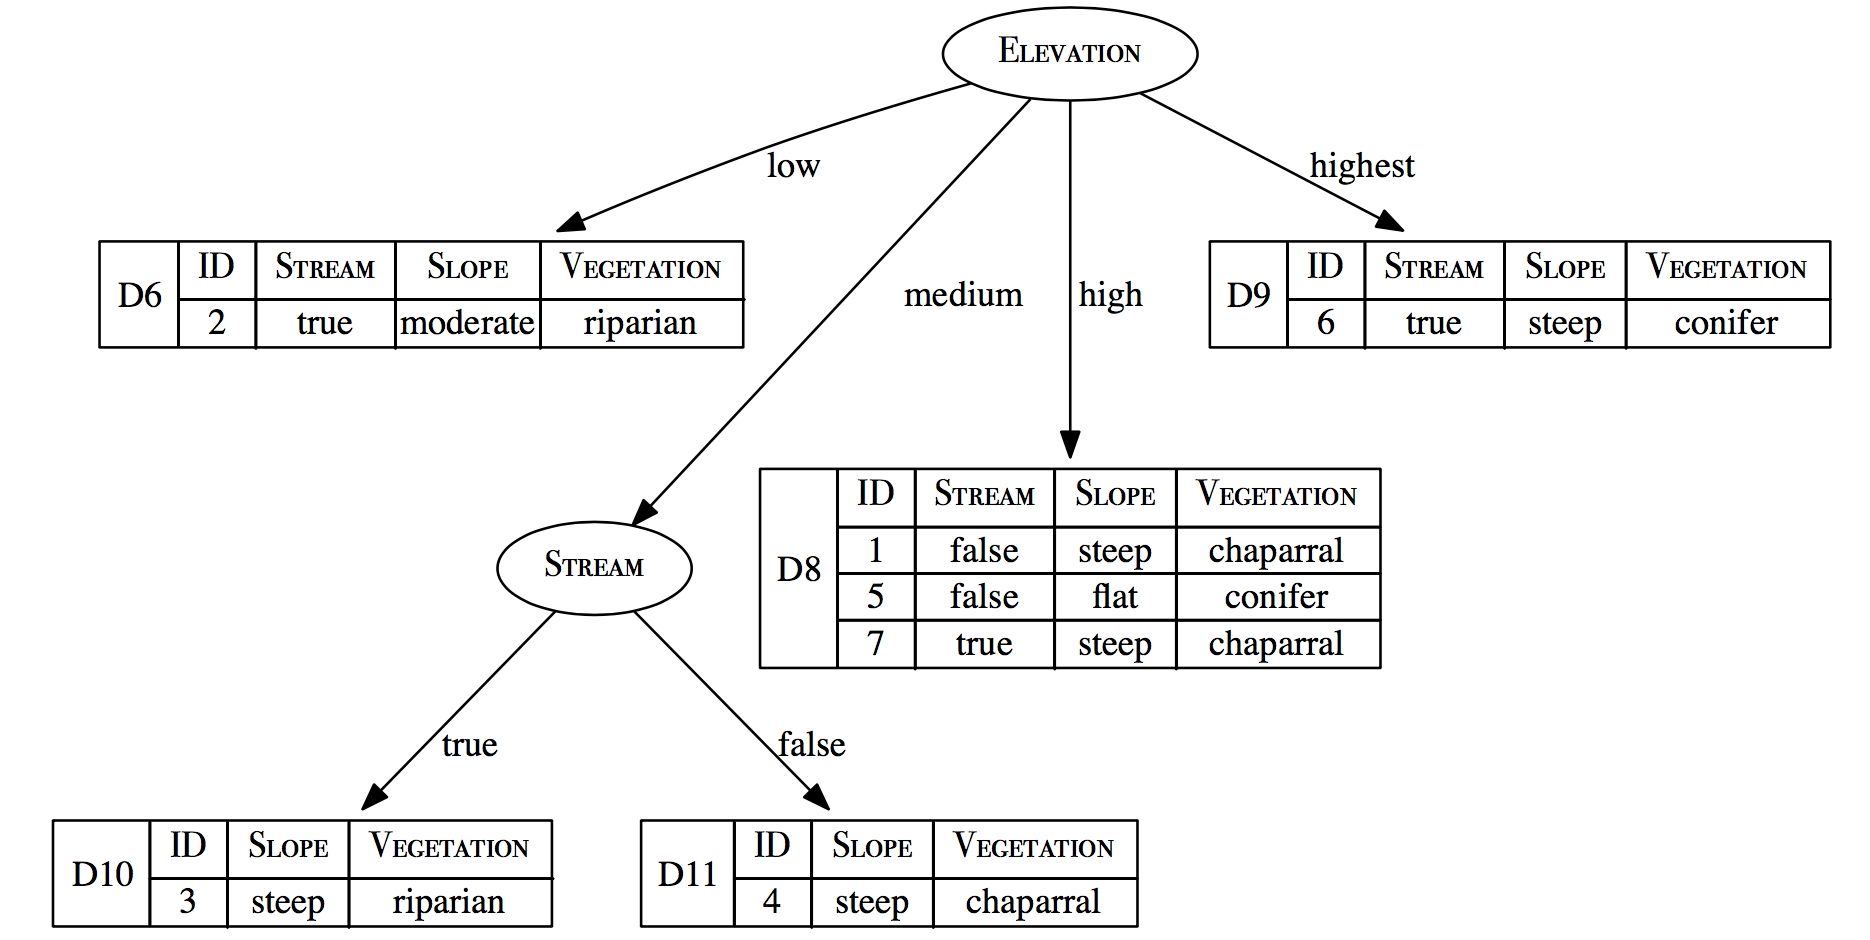 ELEVATION
low
highest
medium
high
D6
ID STREAM SLOPE VEGETATION
2 true moderate riparian
D9
ID STREAM SLOPE VEGETATION
6 true steep conifer
STREAM
D8
ID STREAM SLOPE VEGETATION
1 false steep chaparral
5 false flat conifer
7 true steep chaparral
true
false
D10
ID SLOPE VEGETATION
3 steep riparian
D11
ID SLOPE VEGETATION
4 steep chaparral